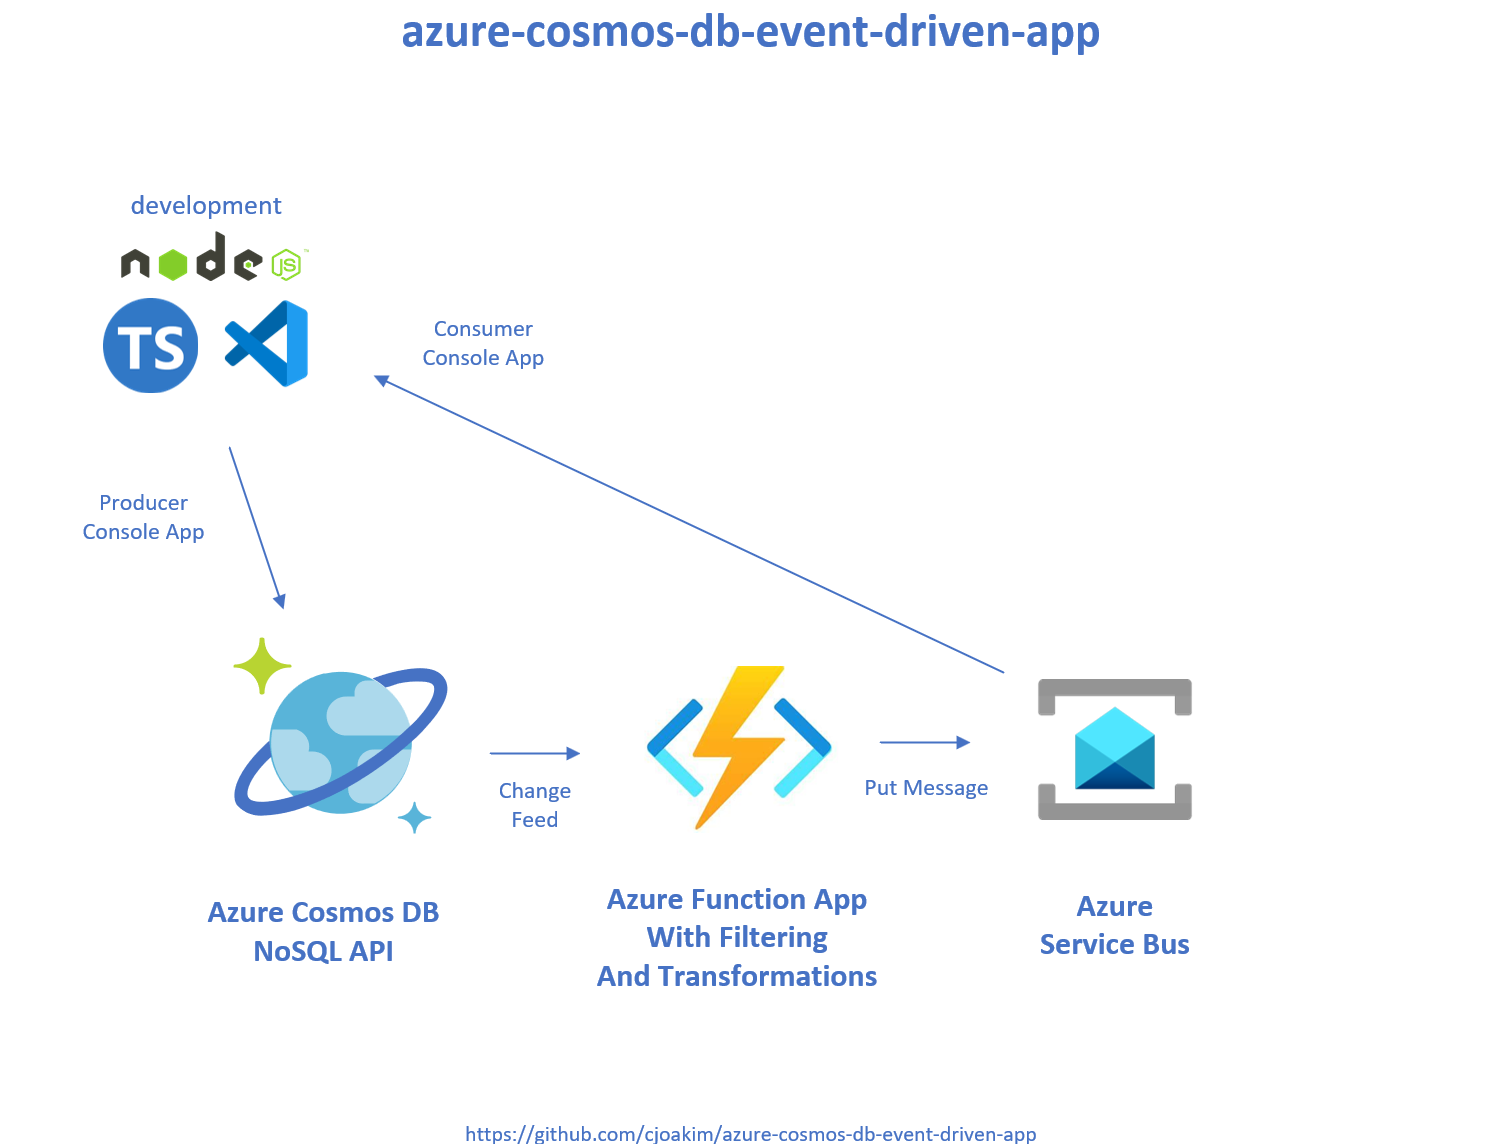 azure-cosmos-db-event-driven-app
development
node JS ™
TS
Consumer
Console App
Producer
Console App
Change
Feed
Put Message
Azure Cosmos DB
NoSQL API
Azure Function App
With Filtering
And Transformations
Azure
Service Bus
https://github.com/cjoakim/azure-cosmos-db-event-driven-app